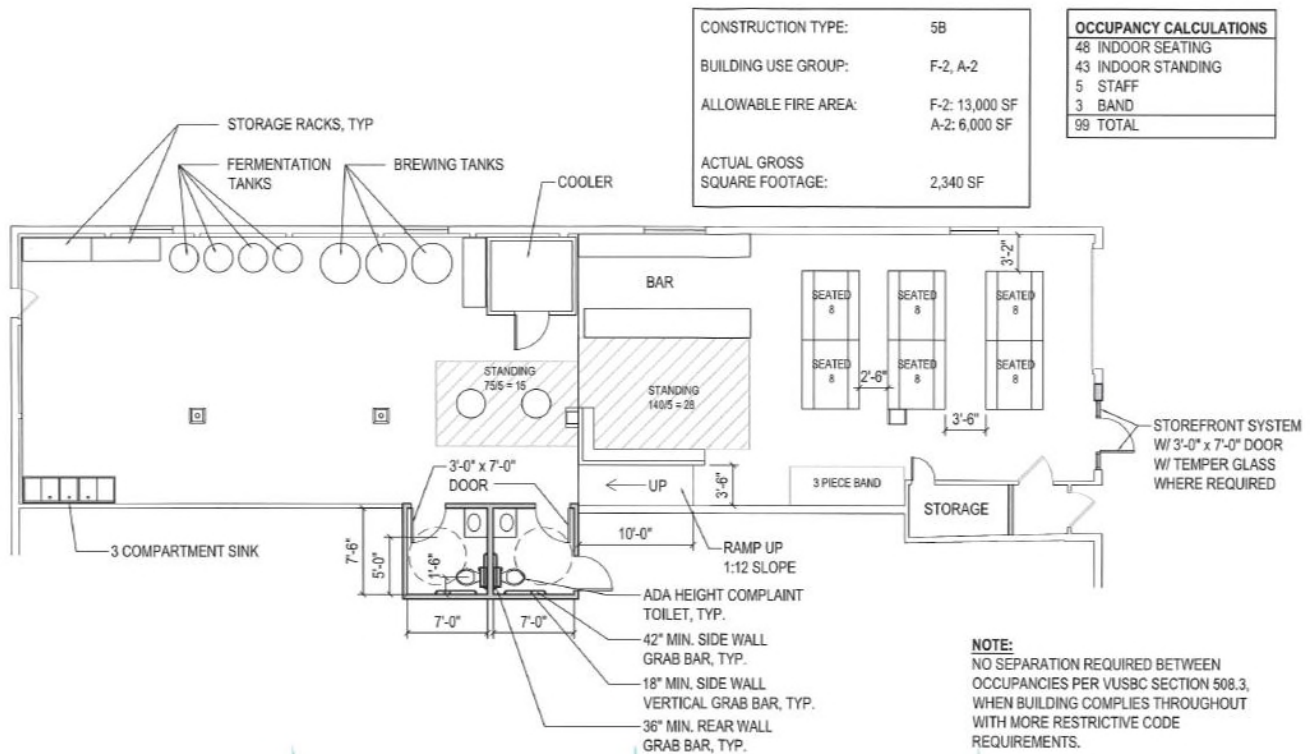 CONSTRUCTION TYPE: 5B
BUILDING USE GROUP: F-2, A-2
ALLOWABLE FIRE AREA: F-2: 13,000 SF
A-2: 6,000 SF
ACTUAL GROSS
SQUARE FOOTAGE: 2,340 SF
OCCUPANCY CALCULATIONS
48 INDOOR SEATING
43 INDOOR STANDING
5 STAFF
3 BAND
99 TOTAL
STORAGE RACKS, TYP
FERMENTATION
TANKS
BREWING TANKS
COOLER
BAR
3'-2"
SEATED
8
SEATED
8
SEATED
8
SEATED
8
SEATED
8
SEATED
8
2'-6"
3'-6"
STANDING
75/5 = 15
STANDING
140/5 = 28
STOREFRONT SYSTEM
W/ 3'-0" x 7'-0" DOOR
W/ TEMPER GLASS
WHERE REQUIRED
3'-0" x 7'-0"
DOOR
← UP
3'-6"
3 PIECE BAND
STORAGE
3 COMPARTMENT SINK
7'-6"
5'-0"
1'-6"
7'-0"
7'-0"
10'-0"
RAMP UP
1:12 SLOPE
ADA HEIGHT COMPLAINT
TOILET, TYP.
42" MIN. SIDE WALL
GRAB BAR, TYP.
18" MIN. SIDE WALL
VERTICAL GRAB BAR, TYP.
36" MIN. REAR WALL
GRAB BAR, TYP.
NOTE:
NO SEPARATION REQUIRED BETWEEN
OCCUPANCIES PER VUSBC SECTION 508.3,
WHEN BUILDING COMPLIES THROUGHOUT
WITH MORE RESTRICTIVE CODE
REQUIREMENTS.